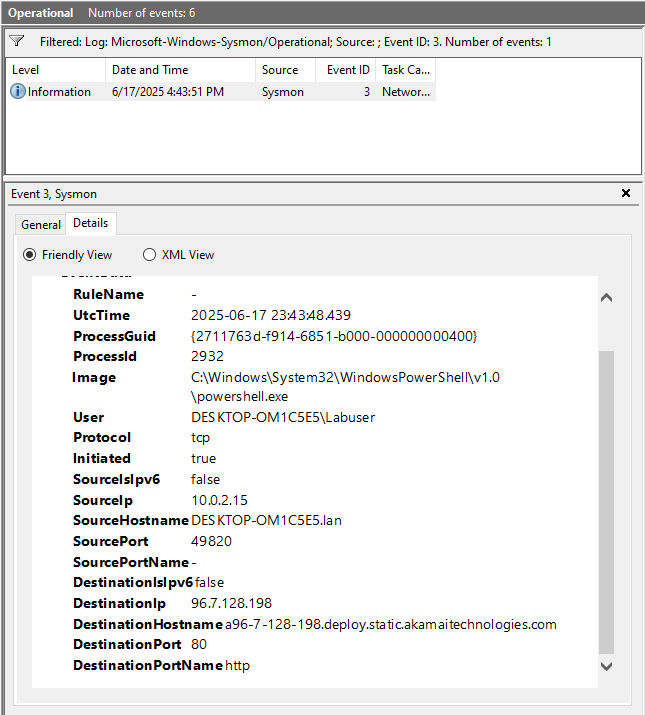 Operational Number of events: 6
Filtered: Log: Microsoft-Windows-Sysmon/Operational; Source: ; Event ID: 3. Number of events: 1
Level Date and Time Source Event ID Task Ca...
Information 6/17/2025 4:43:51 PM Sysmon 3 Networ...
Event 3, Sysmon
General Details
Friendly View XML View
EventData
RuleName -
UtcTime 2025-06-17 23:43:48.439
ProcessGuid {2711763d-f914-6851-b000-000000000400}
ProcessId 2932
Image C:\Windows\System32\WindowsPowerShell\v1.0
\powershell.exe
User DESKTOP-OM1C5E5\Labuser
Protocol tcp
Initiated true
SourceIsIpv6 false
SourceIp 10.0.2.15
SourceHostname DESKTOP-OM1C5E5.lan
SourcePort 49820
SourcePortName -
DestinationIsIpv6 false
DestinationIp 96.7.128.198
DestinationHostname a96-7-128-198.deploy.static.akamaitechnologies.com
DestinationPort 80
DestinationPortName http